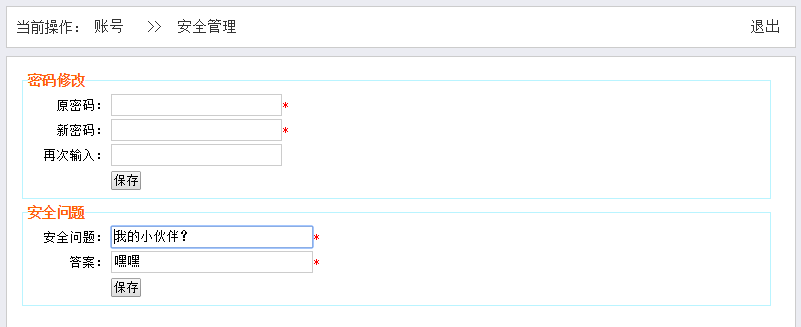 当前操作： 账号 >> 安全管理 退出
密码修改
原密码： *
新密码： *
再次输入：
保存
安全问题
安全问题： 我的小伙伴？ *
答案： 嘿嘿 *
保存